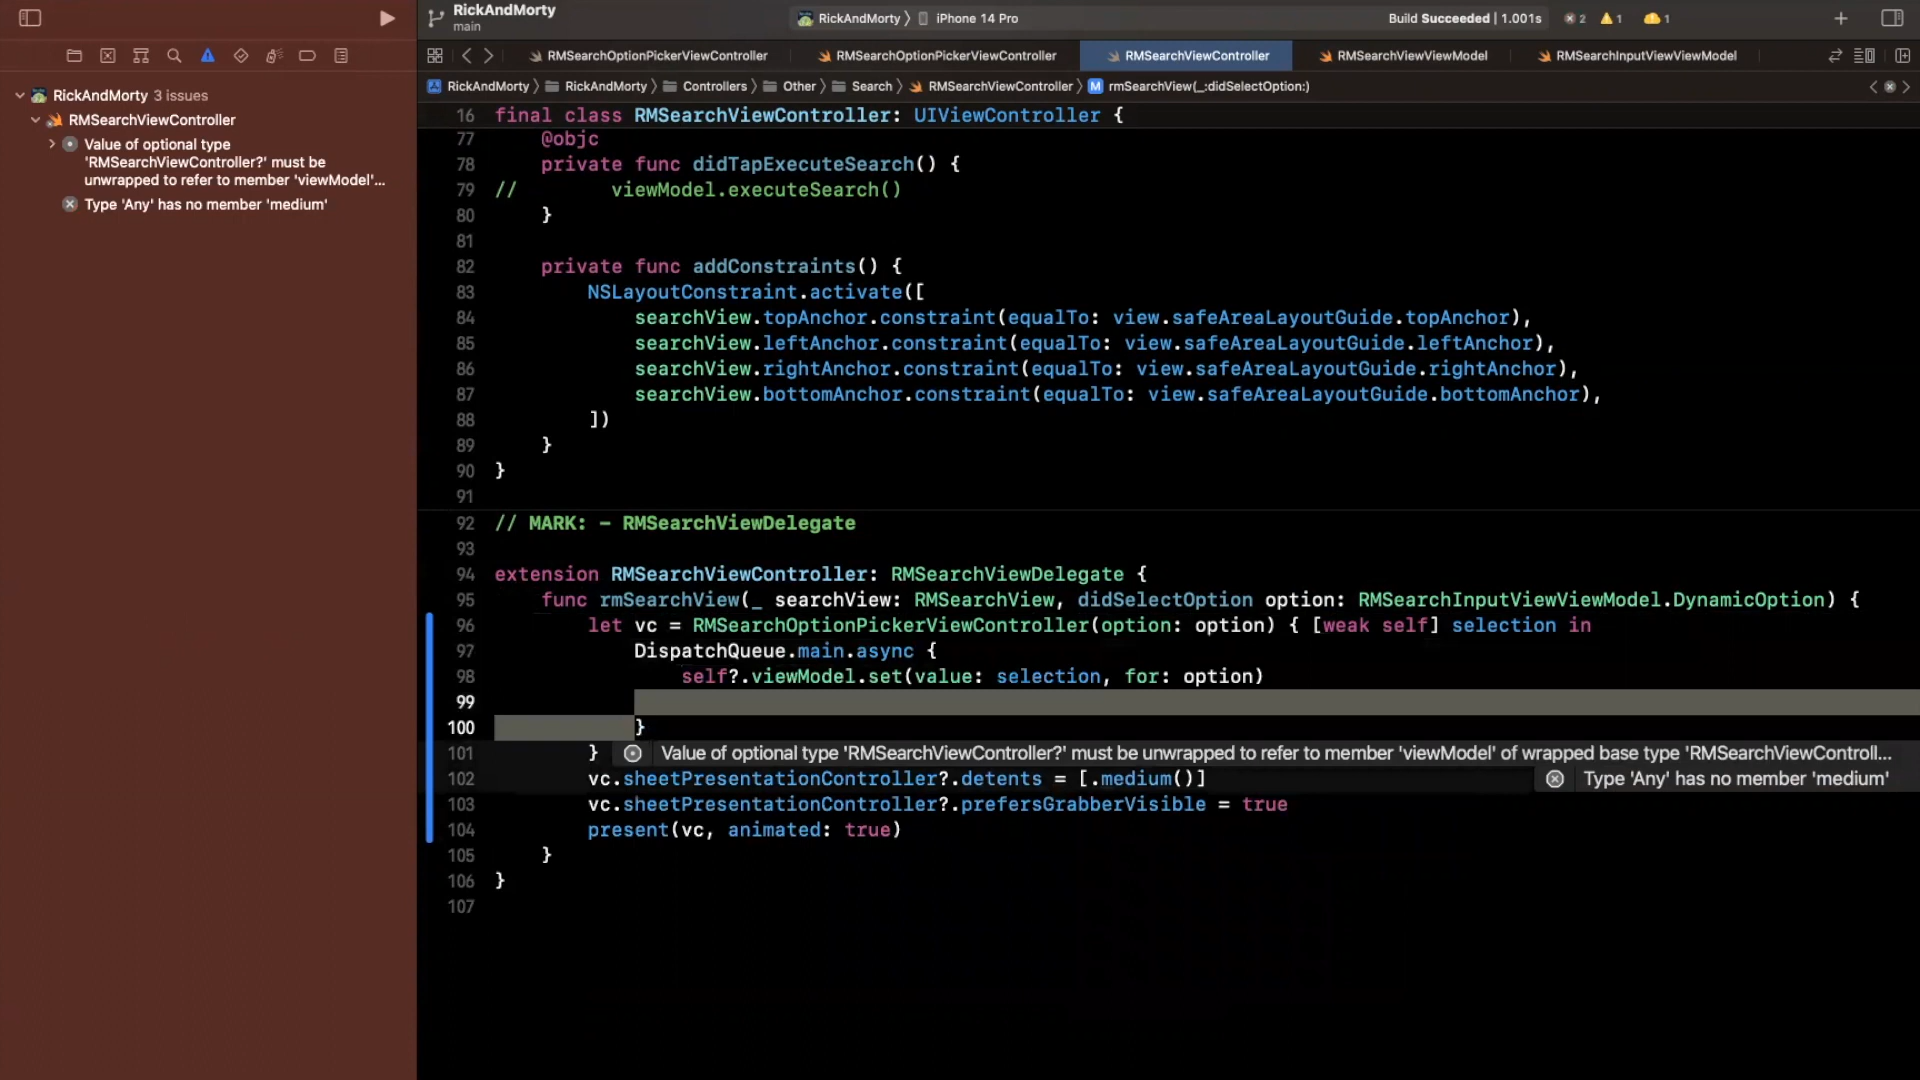 RickAndMorty
main
RickAndMorty
iPhone 14 Pro
Build Succeeded | 1.001s
2
1
1
RMSearchOptionPickerViewController
RMSearchOptionPickerViewController
RMSearchViewController
RMSearchViewViewModel
RMSearchInputViewViewModel
RickAndMorty
RickAndMorty
Controllers
Other
Search
RMSearchViewController
M rmSearchView(_:didSelectOption:)
RickAndMorty 3 issues
RMSearchViewController
Value of optional type
'RMSearchViewController?' must be
unwrapped to refer to member 'viewModel'...
Type 'Any' has no member 'medium'
16 final class RMSearchViewController: UIViewController {
77 @objc
78 private func didTapExecuteSearch() {
79 // viewModel.executeSearch()
80 }
81
82 private func addConstraints() {
83 NSLayoutConstraint.activate([
84 searchView.topAnchor.constraint(equalTo: view.safeAreaLayoutGuide.topAnchor),
85 searchView.leftAnchor.constraint(equalTo: view.safeAreaLayoutGuide.leftAnchor),
86 searchView.rightAnchor.constraint(equalTo: view.safeAreaLayoutGuide.rightAnchor),
87 searchView.bottomAnchor.constraint(equalTo: view.safeAreaLayoutGuide.bottomAnchor),
88 ])
89 }
90 }
91
92 // MARK: - RMSearchViewDelegate
93
94 extension RMSearchViewController: RMSearchViewDelegate {
95 func rmSearchView(_ searchView: RMSearchView, didSelectOption option: RMSearchInputViewViewModel.DynamicOption) {
96 let vc = RMSearchOptionPickerViewController(option: option) { [weak self] selection in
97 DispatchQueue.main.async {
98 self?.viewModel.set(value: selection, for: option)
99
100 }
101 } Value of optional type 'RMSearchViewController?' must be unwrapped to refer to member 'viewModel' of wrapped base type 'RMSearchViewControll...
102 vc.sheetPresentationController?.detents = [.medium()] Type 'Any' has no member 'medium'
103 vc.sheetPresentationController?.prefersGrabberVisible = true
104 present(vc, animated: true)
105 }
106 }
107